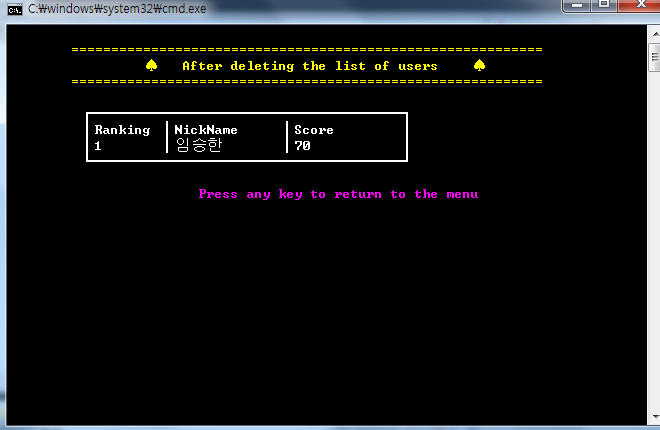 C:₩windows₩system32₩cmd.exe
==================================================
♠ After deleting the list of users ♠
==================================================
Ranking NickName Score
1 임승한 70
Press any key to return to the menu